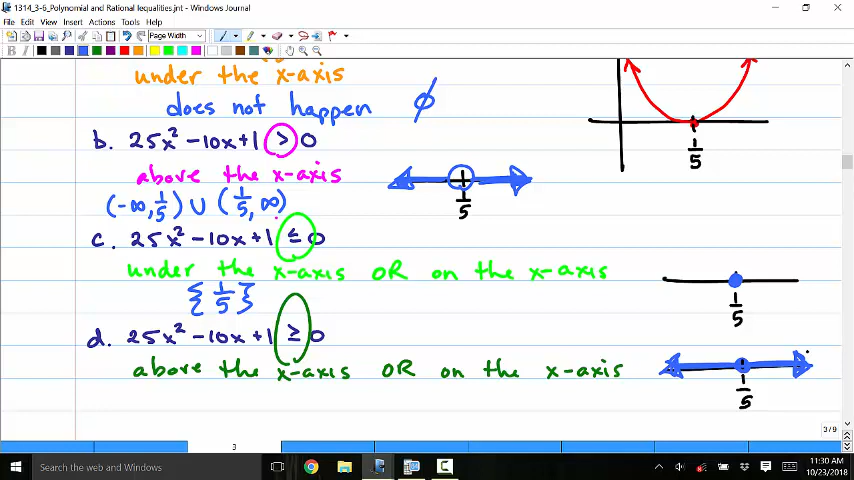 1314_3-6_Polynomial and Rational Iequalities.jnt - Windows Journal
File Edit View Insert Actions Tools Help
Page Width
B I
under the x-axis
does not happen ∅
1/5
b. 25x² -10x+1 > 0
above the x-axis
1/5
(-∞, 1/5) ∪ (1/5, ∞)
c. 25x² -10x+1 ≤ 0
under the x-axis OR on the x-axis
{1/5}
1/5
d. 25x² -10x+1 ≥ 0
above the x-axis OR on the x-axis
1/5
3/9
3
Search the web and Windows
11:30 AM
10/23/2018